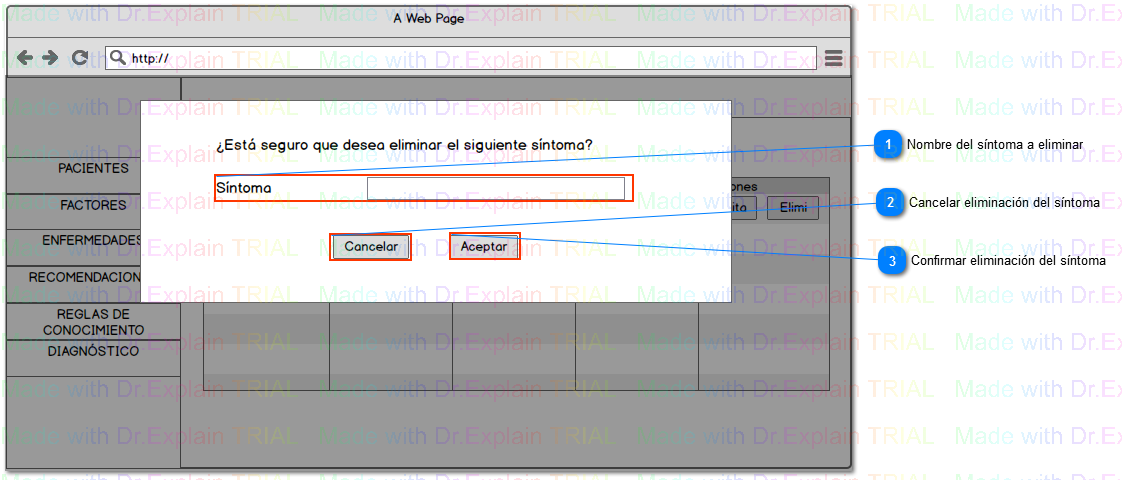 A Web Page
http://
PACIENTES
FACTORES
ENFERMEDADES
RECOMENDACION
REGLAS DE
CONOCIMIENTO
DIAGNÓSTICO
¿Está seguro que desea eliminar el siguiente síntoma?
Síntoma
Cancelar
Aceptar
iones
ita
Elimi
1 Nombre del síntoma a eliminar
2 Cancelar eliminación del síntoma
3 Confirmar eliminación del síntoma
Made with Dr.Explain TRIAL